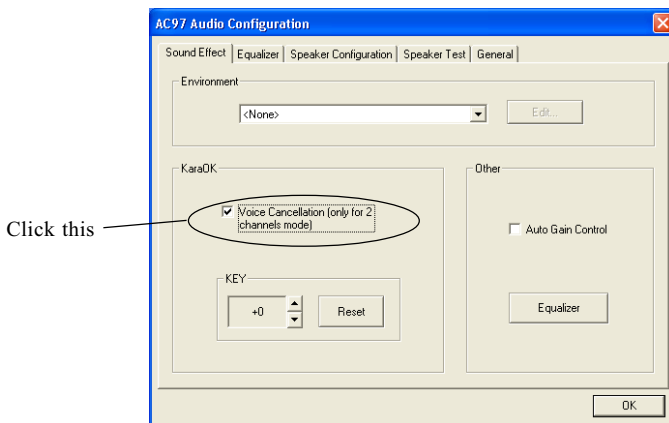 AC97 Audio Configuration
Sound Effect Equalizer Speaker Configuration Speaker Test General
Environment
<None>
Edit...
KaraOK
Other
Voice Cancellation (only for 2
channels mode)
Click this
Auto Gain Control
KEY
+0
Reset
Equalizer
OK